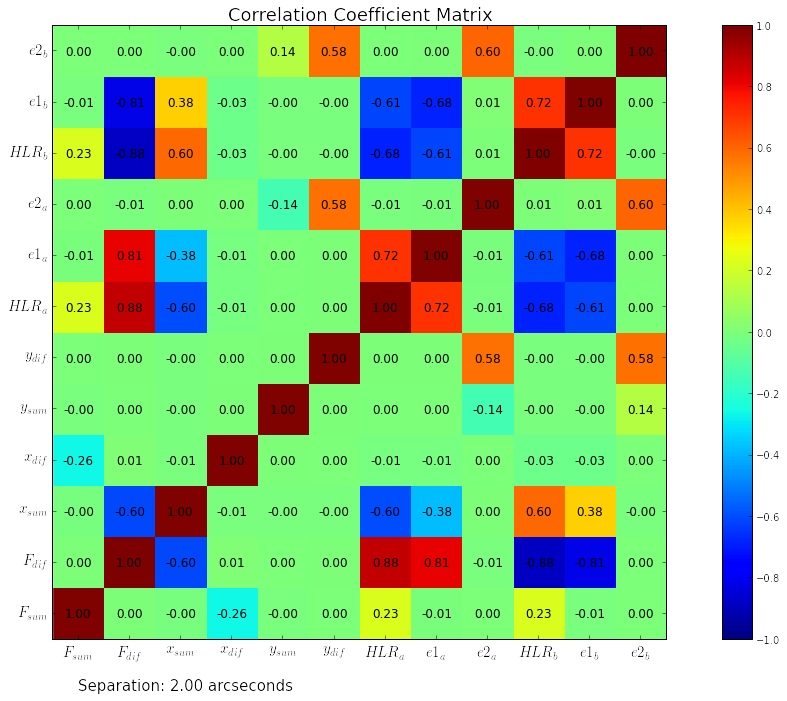 Correlation Coefficient Matrix
e2_b 0.00 0.00 -0.00 0.00 0.14 0.58 0.00 0.00 0.60 -0.00 0.00 1.00
e1_b -0.01 -0.81 0.38 -0.03 -0.00 -0.00 -0.61 -0.68 0.01 0.72 1.00 0.00
HLR_b 0.23 -0.88 0.60 -0.03 -0.00 -0.00 -0.68 -0.61 0.01 1.00 0.72 -0.00
e2_a 0.00 -0.01 0.00 0.00 -0.14 0.58 -0.01 -0.01 1.00 0.01 0.01 0.60
e1_a -0.01 0.81 -0.38 -0.01 0.00 0.00 0.72 1.00 -0.01 -0.61 -0.68 0.00
HLR_a 0.23 0.88 -0.60 -0.01 0.00 0.00 1.00 0.72 -0.01 -0.68 -0.61 0.00
y_dif 0.00 0.00 -0.00 0.00 0.00 1.00 0.00 0.00 0.58 -0.00 -0.00 0.58
y_sum -0.00 0.00 -0.00 0.00 1.00 0.00 0.00 0.00 -0.14 -0.00 -0.00 0.14
x_dif -0.26 0.01 -0.01 1.00 0.00 0.00 -0.01 -0.01 0.00 -0.03 -0.03 0.00
x_sum -0.00 -0.60 1.00 -0.01 -0.00 -0.00 -0.60 -0.38 0.00 0.60 0.38 -0.00
F_dif 0.00 1.00 -0.60 0.01 0.00 0.00 0.88 0.81 -0.01 -0.88 -0.81 0.00
F_sum 1.00 0.00 -0.00 -0.26 -0.00 0.00 0.23 -0.01 0.00 0.23 -0.01 0.00
F_sum F_dif x_sum x_dif y_sum y_dif HLR_a e1_a e2_a HLR_b e1_b e2_b
Separation: 2.00 arcseconds
1.0
0.8
0.6
0.4
0.2
0.0
-0.2
-0.4
-0.6
-0.8
-1.0